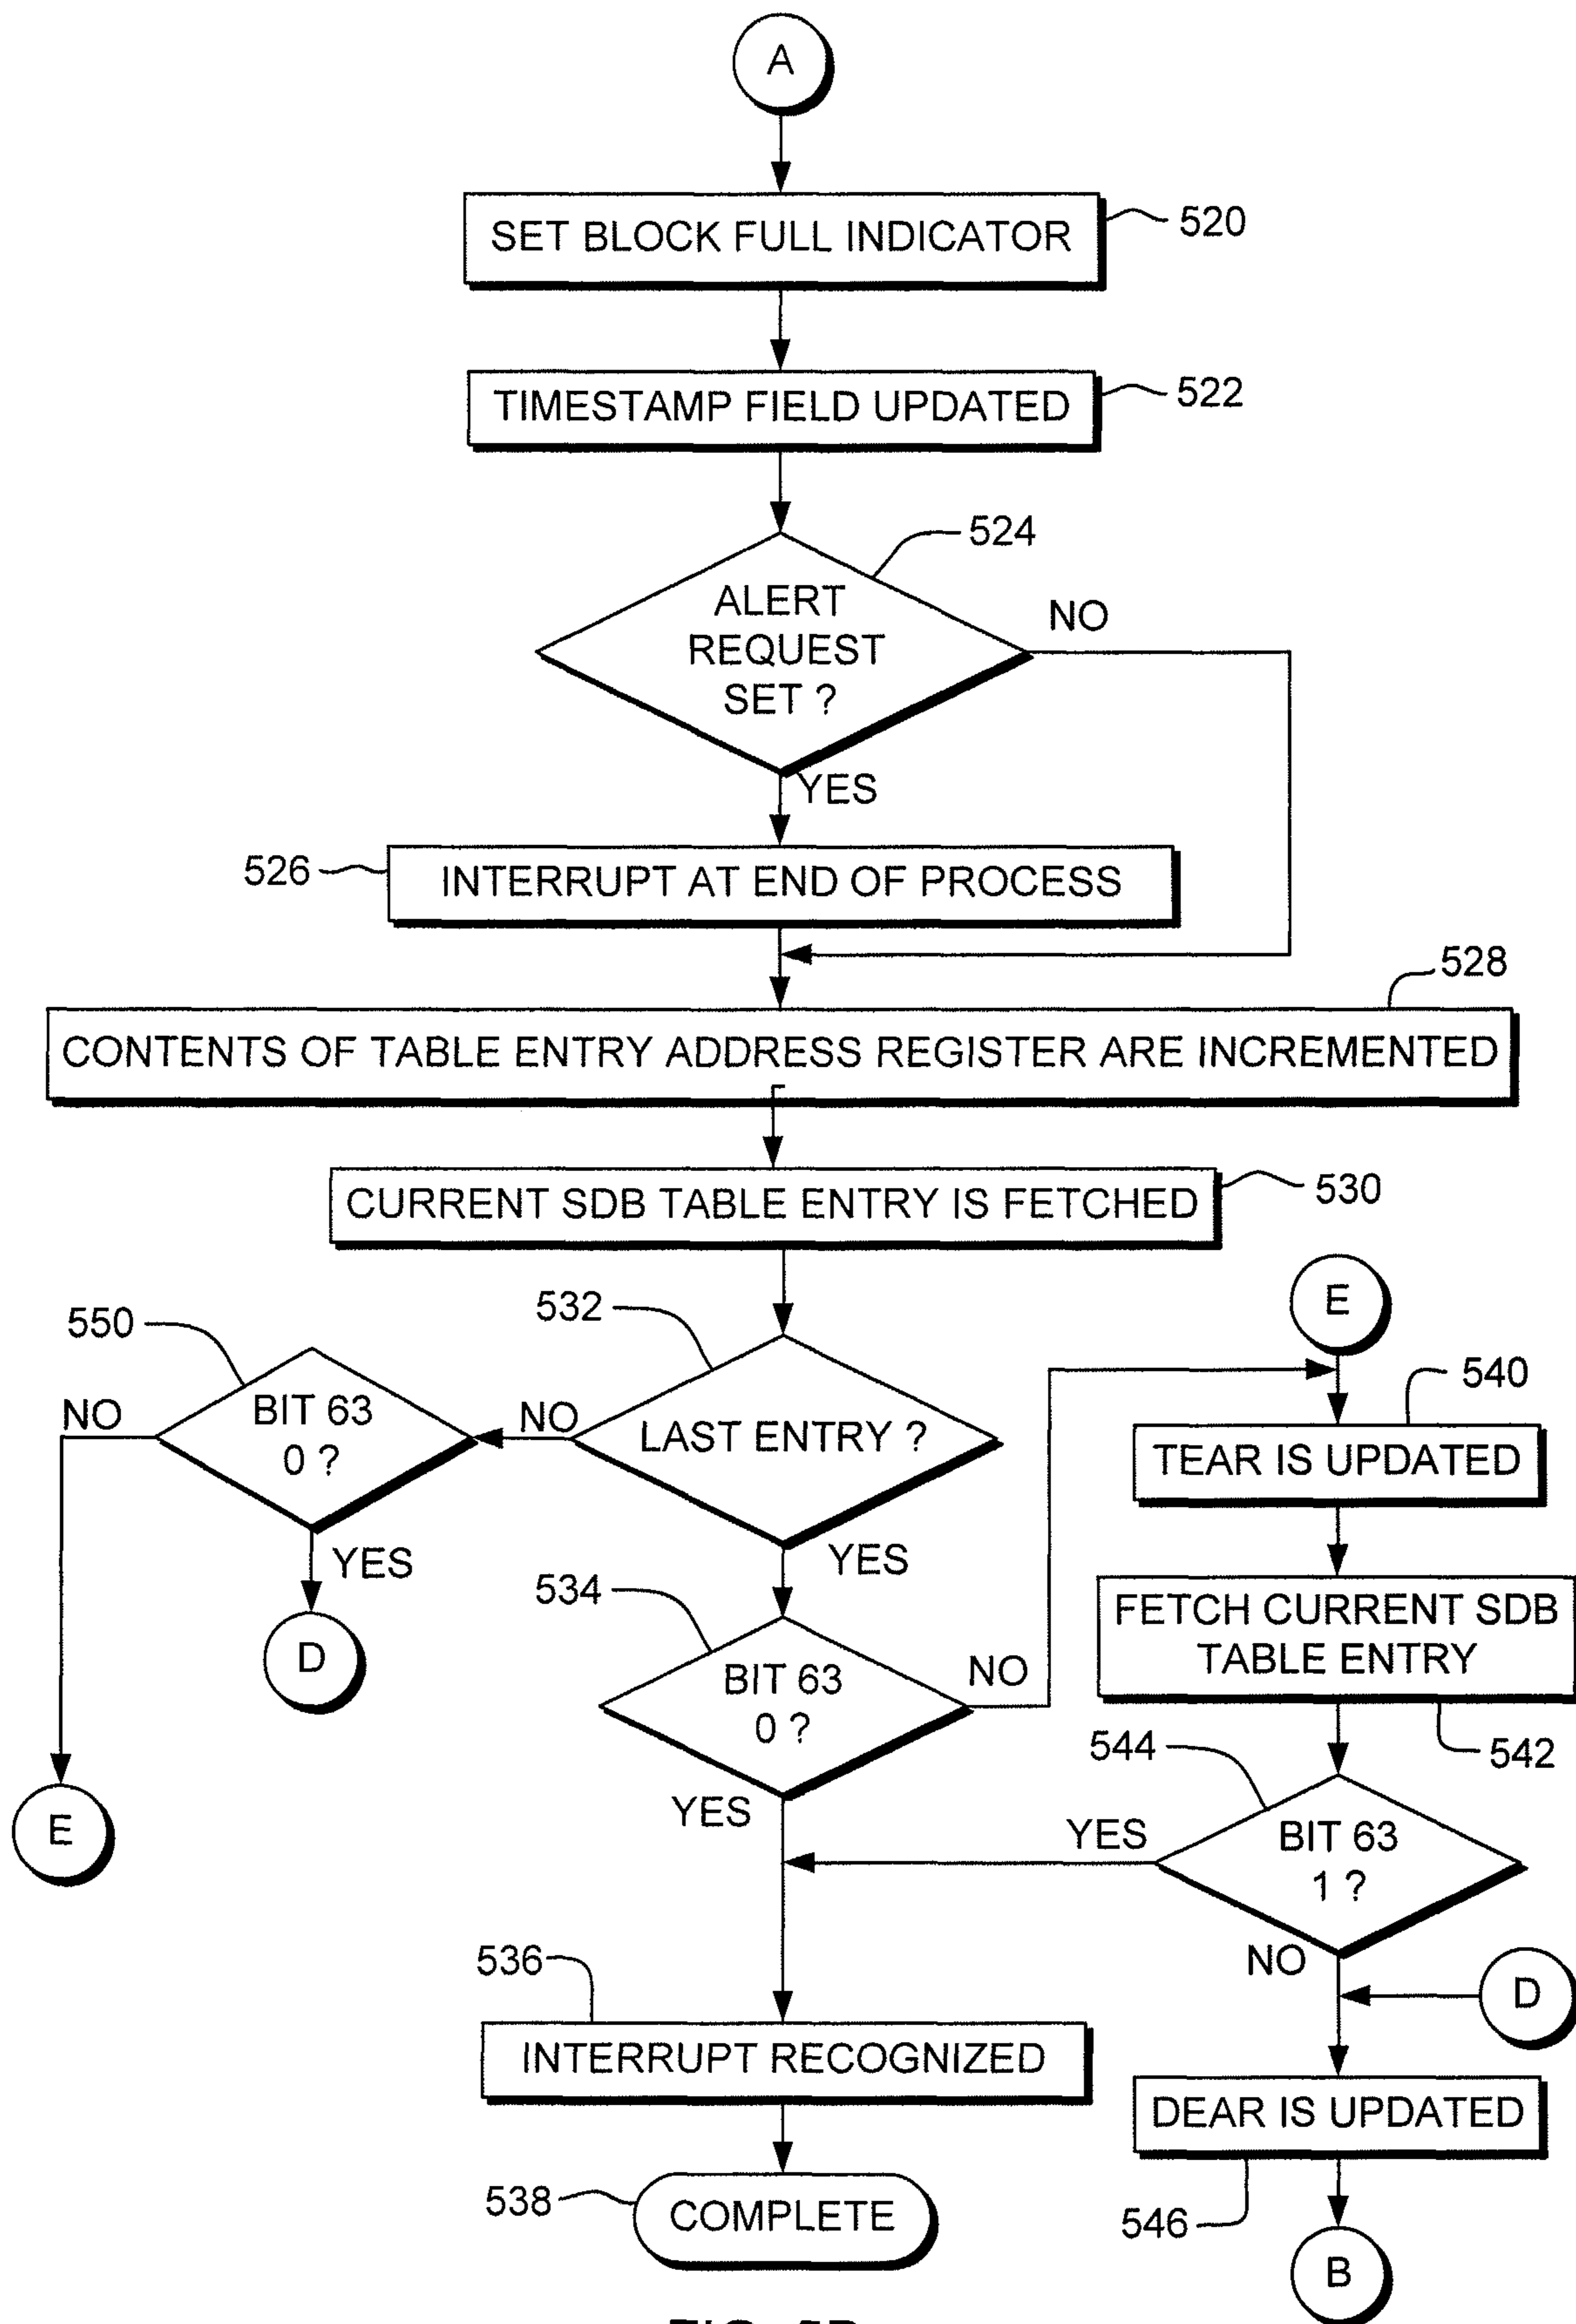 A
SET BLOCK FULL INDICATOR
520
TIMESTAMP FIELD UPDATED
522
524
ALERT
REQUEST
SET ?
NO
YES
526
INTERRUPT AT END OF PROCESS
528
CONTENTS OF TABLE ENTRY ADDRESS REGISTER ARE INCREMENTED
CURRENT SDB TABLE ENTRY IS FETCHED
530
532
LAST ENTRY ?
NO
YES
550
BIT 63
0 ?
NO
YES
D
E
534
BIT 63
0 ?
NO
YES
E
540
TEAR IS UPDATED
FETCH CURRENT SDB
TABLE ENTRY
542
544
BIT 63
1 ?
YES
NO
D
536
INTERRUPT RECOGNIZED
538
COMPLETE
DEAR IS UPDATED
546
B